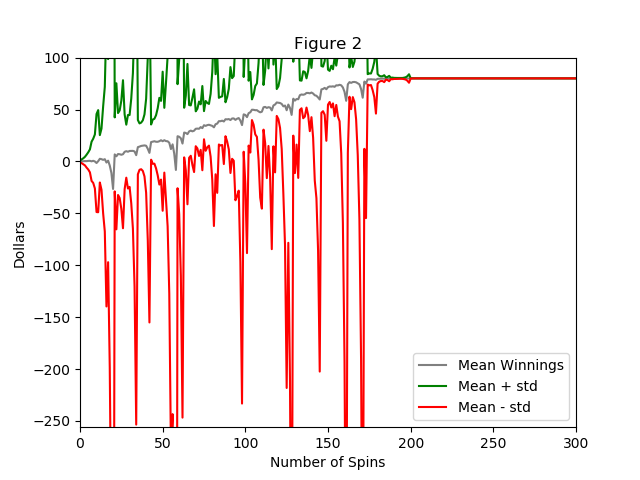 Figure 2
100
50
0
−50
−100
−150
−200
−250
Dollars
0 50 100 150 200 250 300
Number of Spins
Mean Winnings
Mean + std
Mean - std